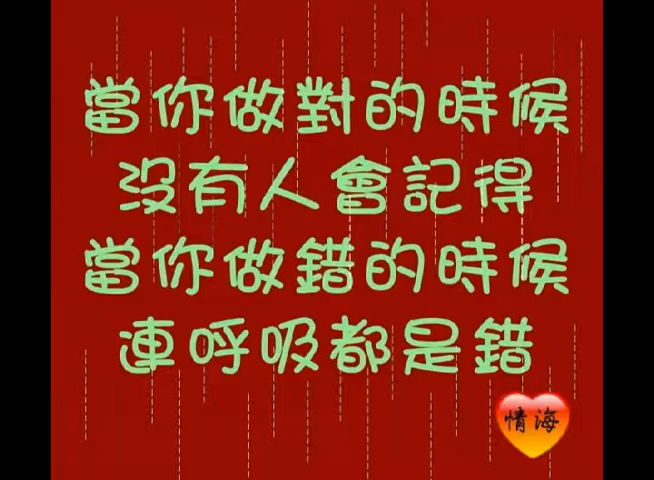 當你做對的時候
沒有人會記得
當你做錯的時候
連呼吸都是錯
情海